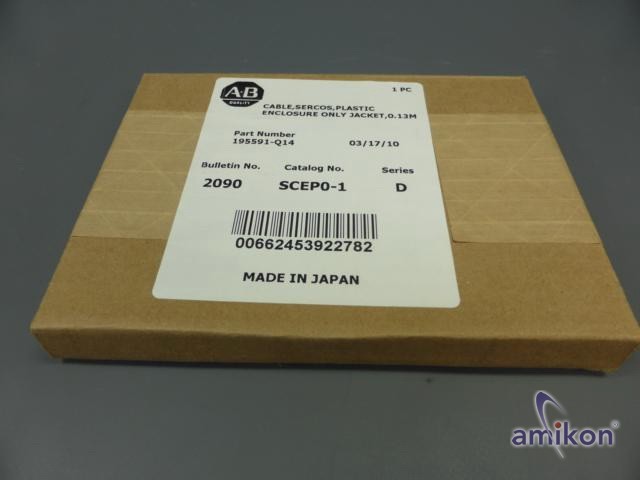 A-B
QUALITY
1 PC
CABLE,SERCOS,PLASTIC
ENCLOSURE ONLY JACKET,0.13M
Part Number
195591-Q14 03/17/10
Bulletin No. Catalog No. Series
2090 SCEP0-1 D
00662453922782
MADE IN JAPAN
amikon